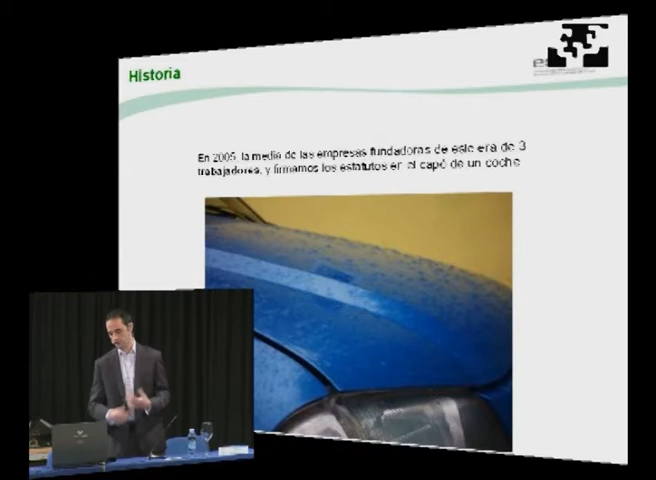 Historia
En 2005, la media de las empresas fundadoras de esle era de 3
trabajadores, y firmamos los estatutos en el capó de un coche